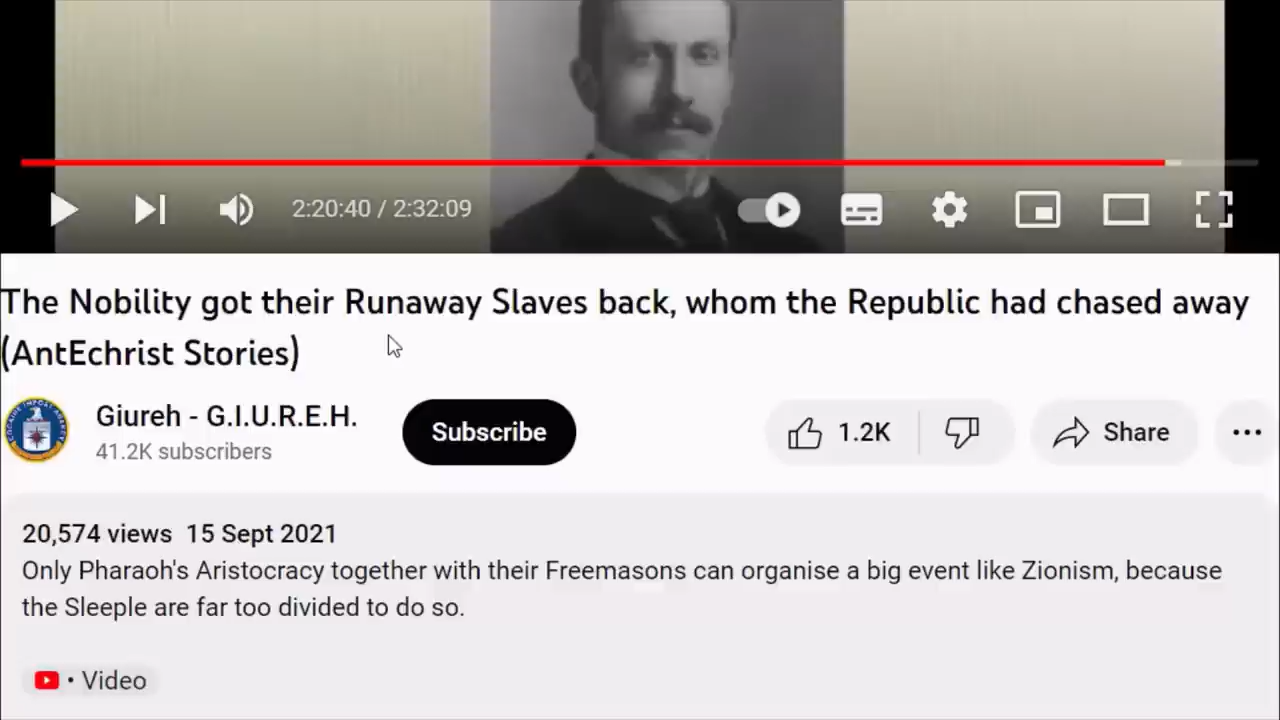 2:20:40 / 2:32:09
The Nobility got their Runaway Slaves back, whom the Republic had chased away
(AntEchrist Stories)
Giureh - G.I.U.R.E.H.
41.2K subscribers
Subscribe
1.2K
Share
20,574 views 15 Sept 2021
Only Pharaoh's Aristocracy together with their Freemasons can organise a big event like Zionism, because
the Sleeple are far too divided to do so.
• Video